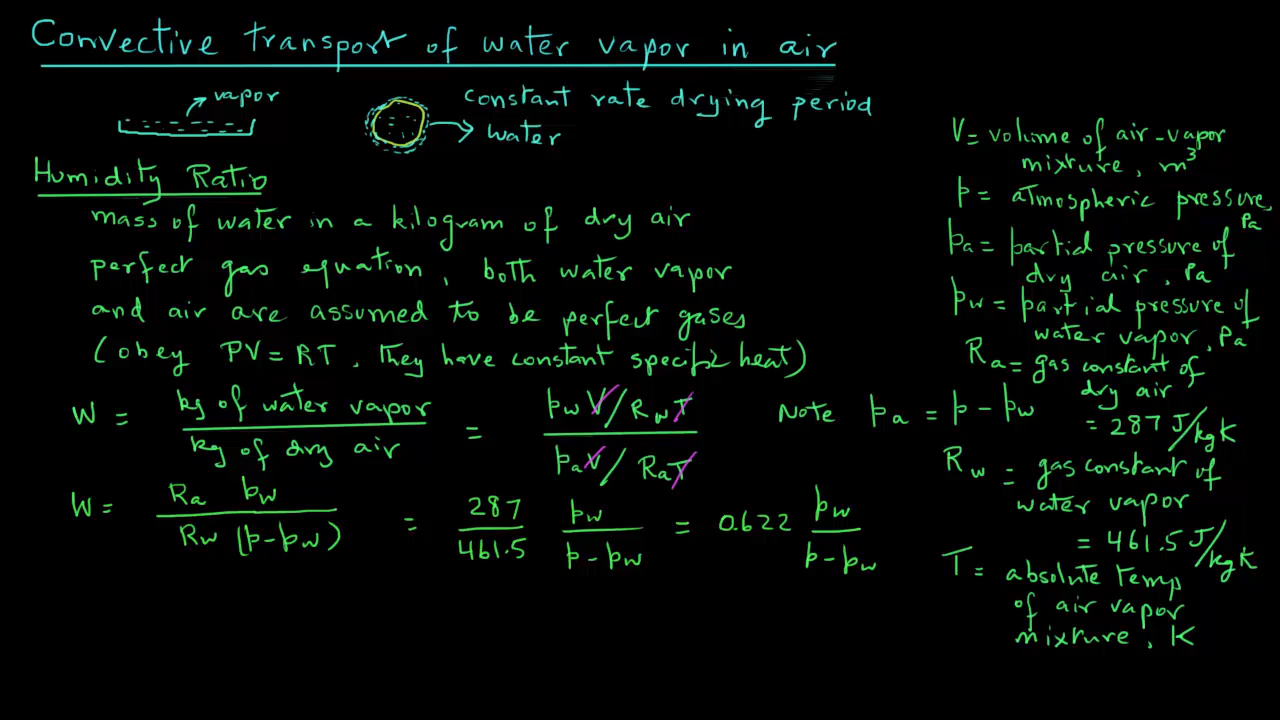 Convective transport of water vapor in air
vapor
constant rate drying period
water
Humidity Ratio
mass of water in a kilogram of dry air
perfect gas equation, both water vapor
and air are assumed to be perfect gases
(obey PV = RT, They have constant specific heat)
W = kg of water vapor / kg of dry air = (pw V / Rw T) / (pa V / Ra T)
Note pa = p - pw
W = Ra pw / Rw (p - pw) = 287 / 461.5 pw / p - pw = 0.622 pw / p - pw
V = volume of air-vapor
mixture, m³
p = atmospheric pressure,
Pa
pa = partial pressure of
dry air, Pa
pw = partial pressure of
water vapor, Pa
Ra = gas constant of
dry air
= 287 J/kgK
Rw = gas constant of
water vapor
= 461.5 J/kgK
T = absolute temp
of air vapor
mixture, K